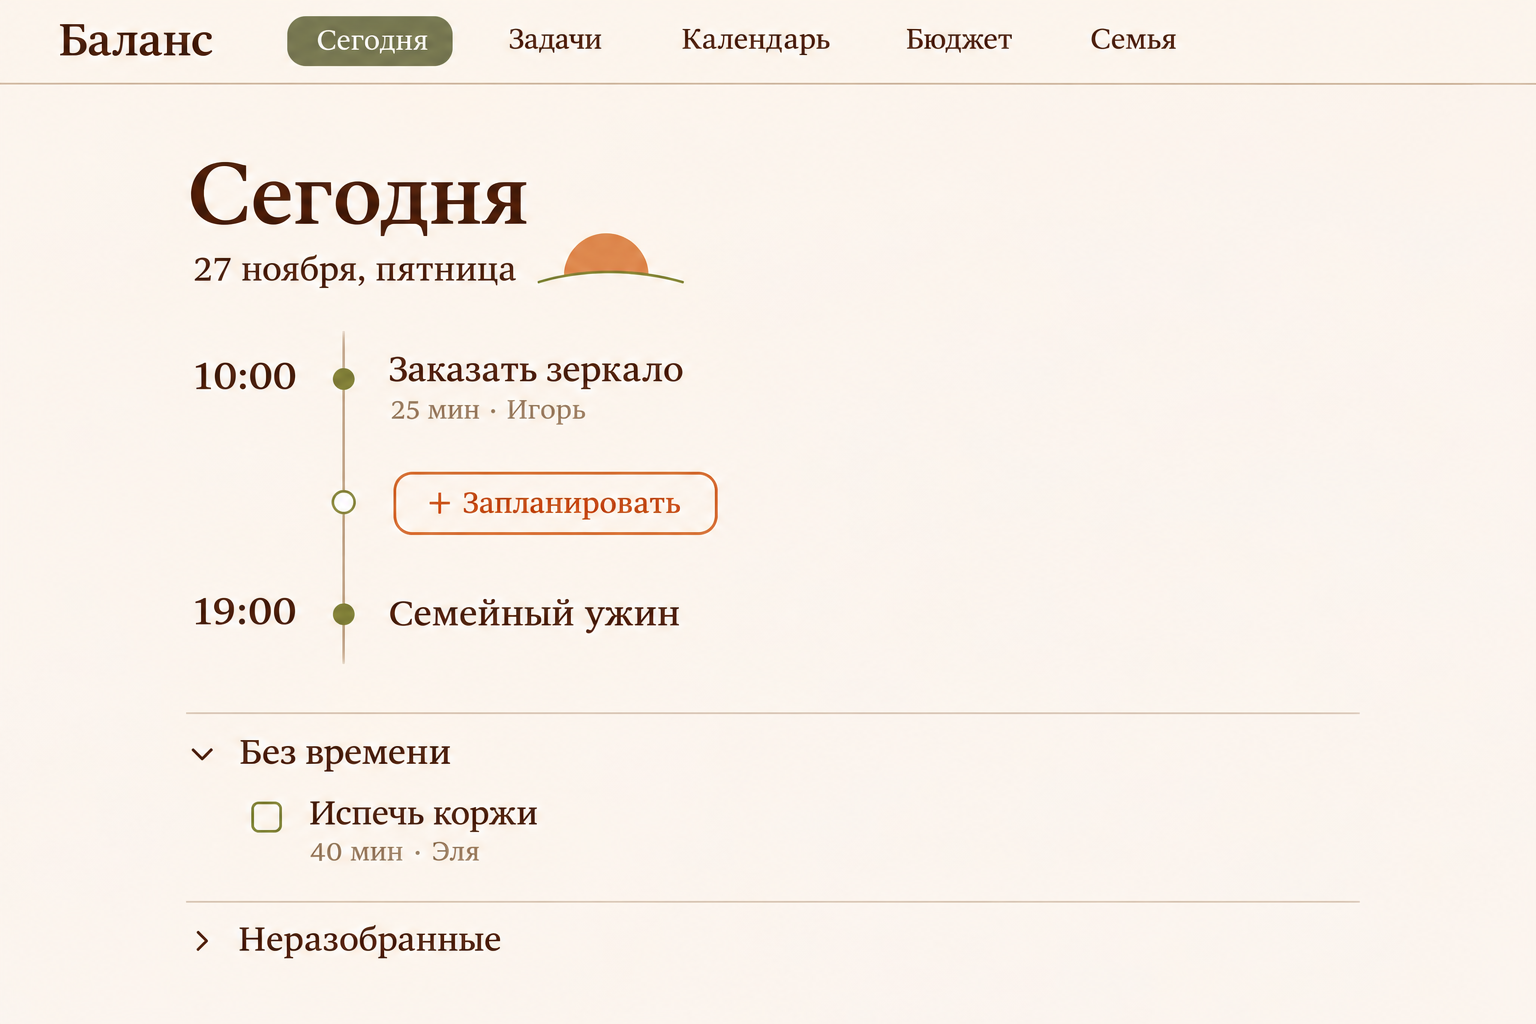 Баланс
Сегодня
Задачи
Календарь
Бюджет
Семья
Сегодня
27 ноября, пятница
10:00
Заказать зеркало
25 мин · Игорь
+ Запланировать
19:00
Семейный ужин
Без времени
Испечь коржи
40 мин · Эля
Неразобранные